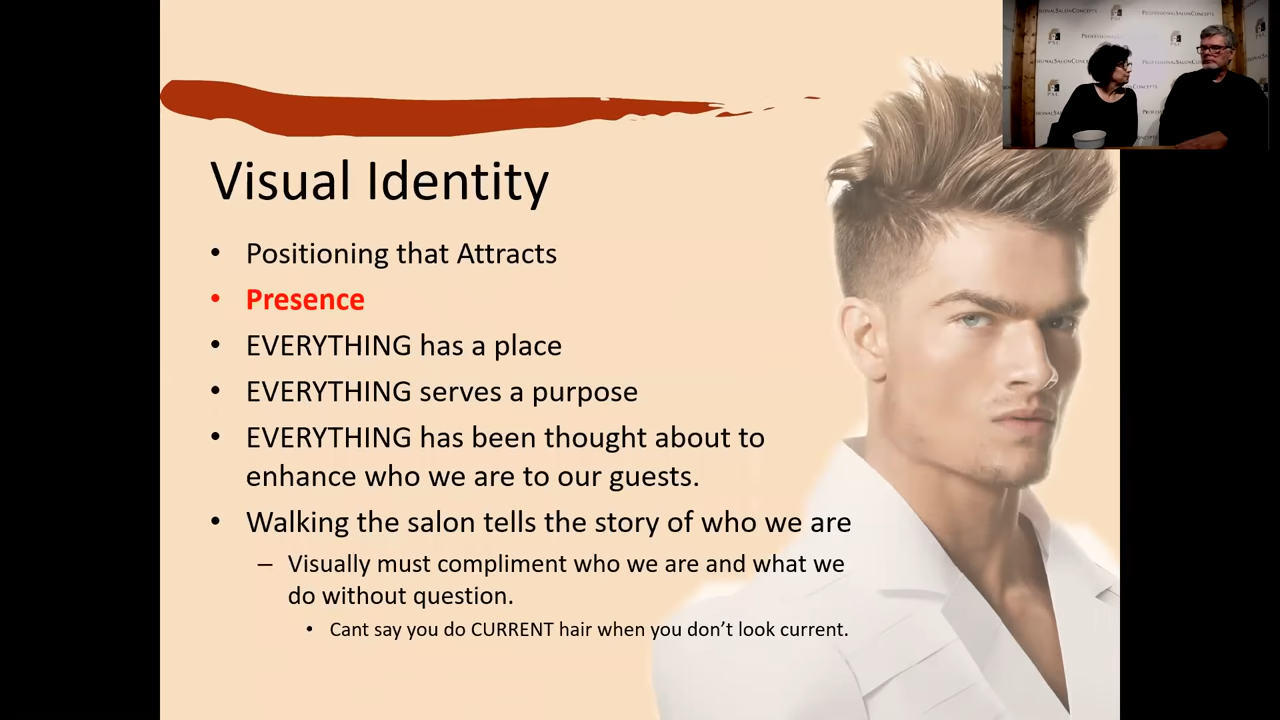 PROFESSIONALSALONCONCEPTS
PSC
Visual Identity
• Positioning that Attracts
• Presence
• EVERYTHING has a place
• EVERYTHING serves a purpose
• EVERYTHING has been thought about to
enhance who we are to our guests.
• Walking the salon tells the story of who we are
– Visually must compliment who we are and what we
do without question.
• Cant say you do CURRENT hair when you don’t look current.